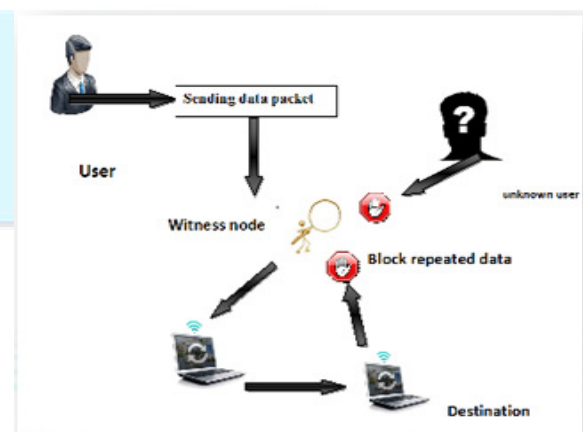 Sending data packet
User
unknown user
Witness node
Block repeated data
Destination